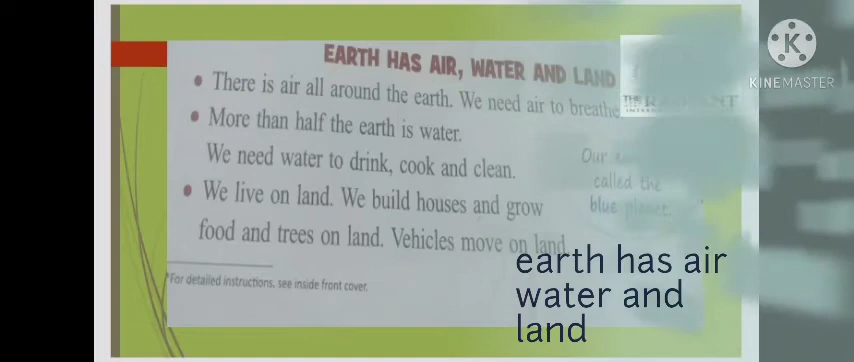 EARTH HAS AIR, WATER AND LAND
• There is air all around the earth. We need air to breathe
• More than half the earth is water.
We need water to drink, cook and clean.
• We live on land. We build houses and grow
food and trees on land. Vehicles move on land
*For detailed instructions, see inside front cover.
THE
Our
called the
blue planet.
earth has air
water and
land
K
KINEMASTER